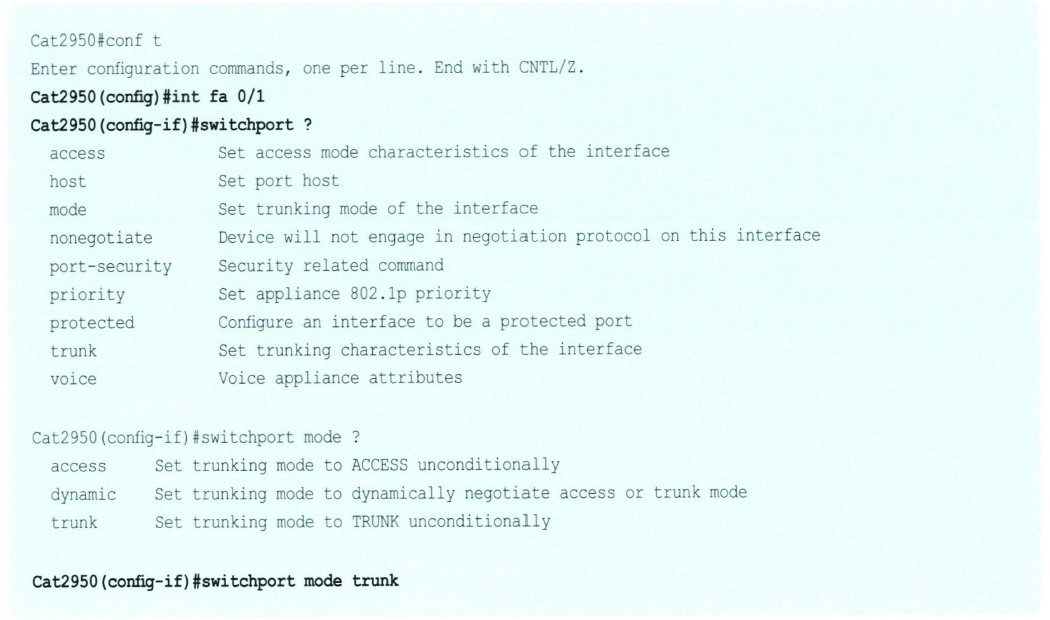 Cat2950#conf t
Enter configuration commands, one per line. End with CNTL/Z.
Cat2950(config)#int fa 0/1
Cat2950(config-if)#switchport ?
access Set access mode characteristics of the interface
host Set port host
mode Set trunking mode of the interface
nonegotiate Device will not engage in negotiation protocol on this interface
port-security Security related command
priority Set appliance 802.1p priority
protected Configure an interface to be a protected port
trunk Set trunking characteristics of the interface
voice Voice appliance attributes
Cat2950(config-if)#switchport mode ?
access Set trunking mode to ACCESS unconditionally
dynamic Set trunking mode to dynamically negotiate access or trunk mode
trunk Set trunking mode to TRUNK unconditionally
Cat2950(config-if)#switchport mode trunk